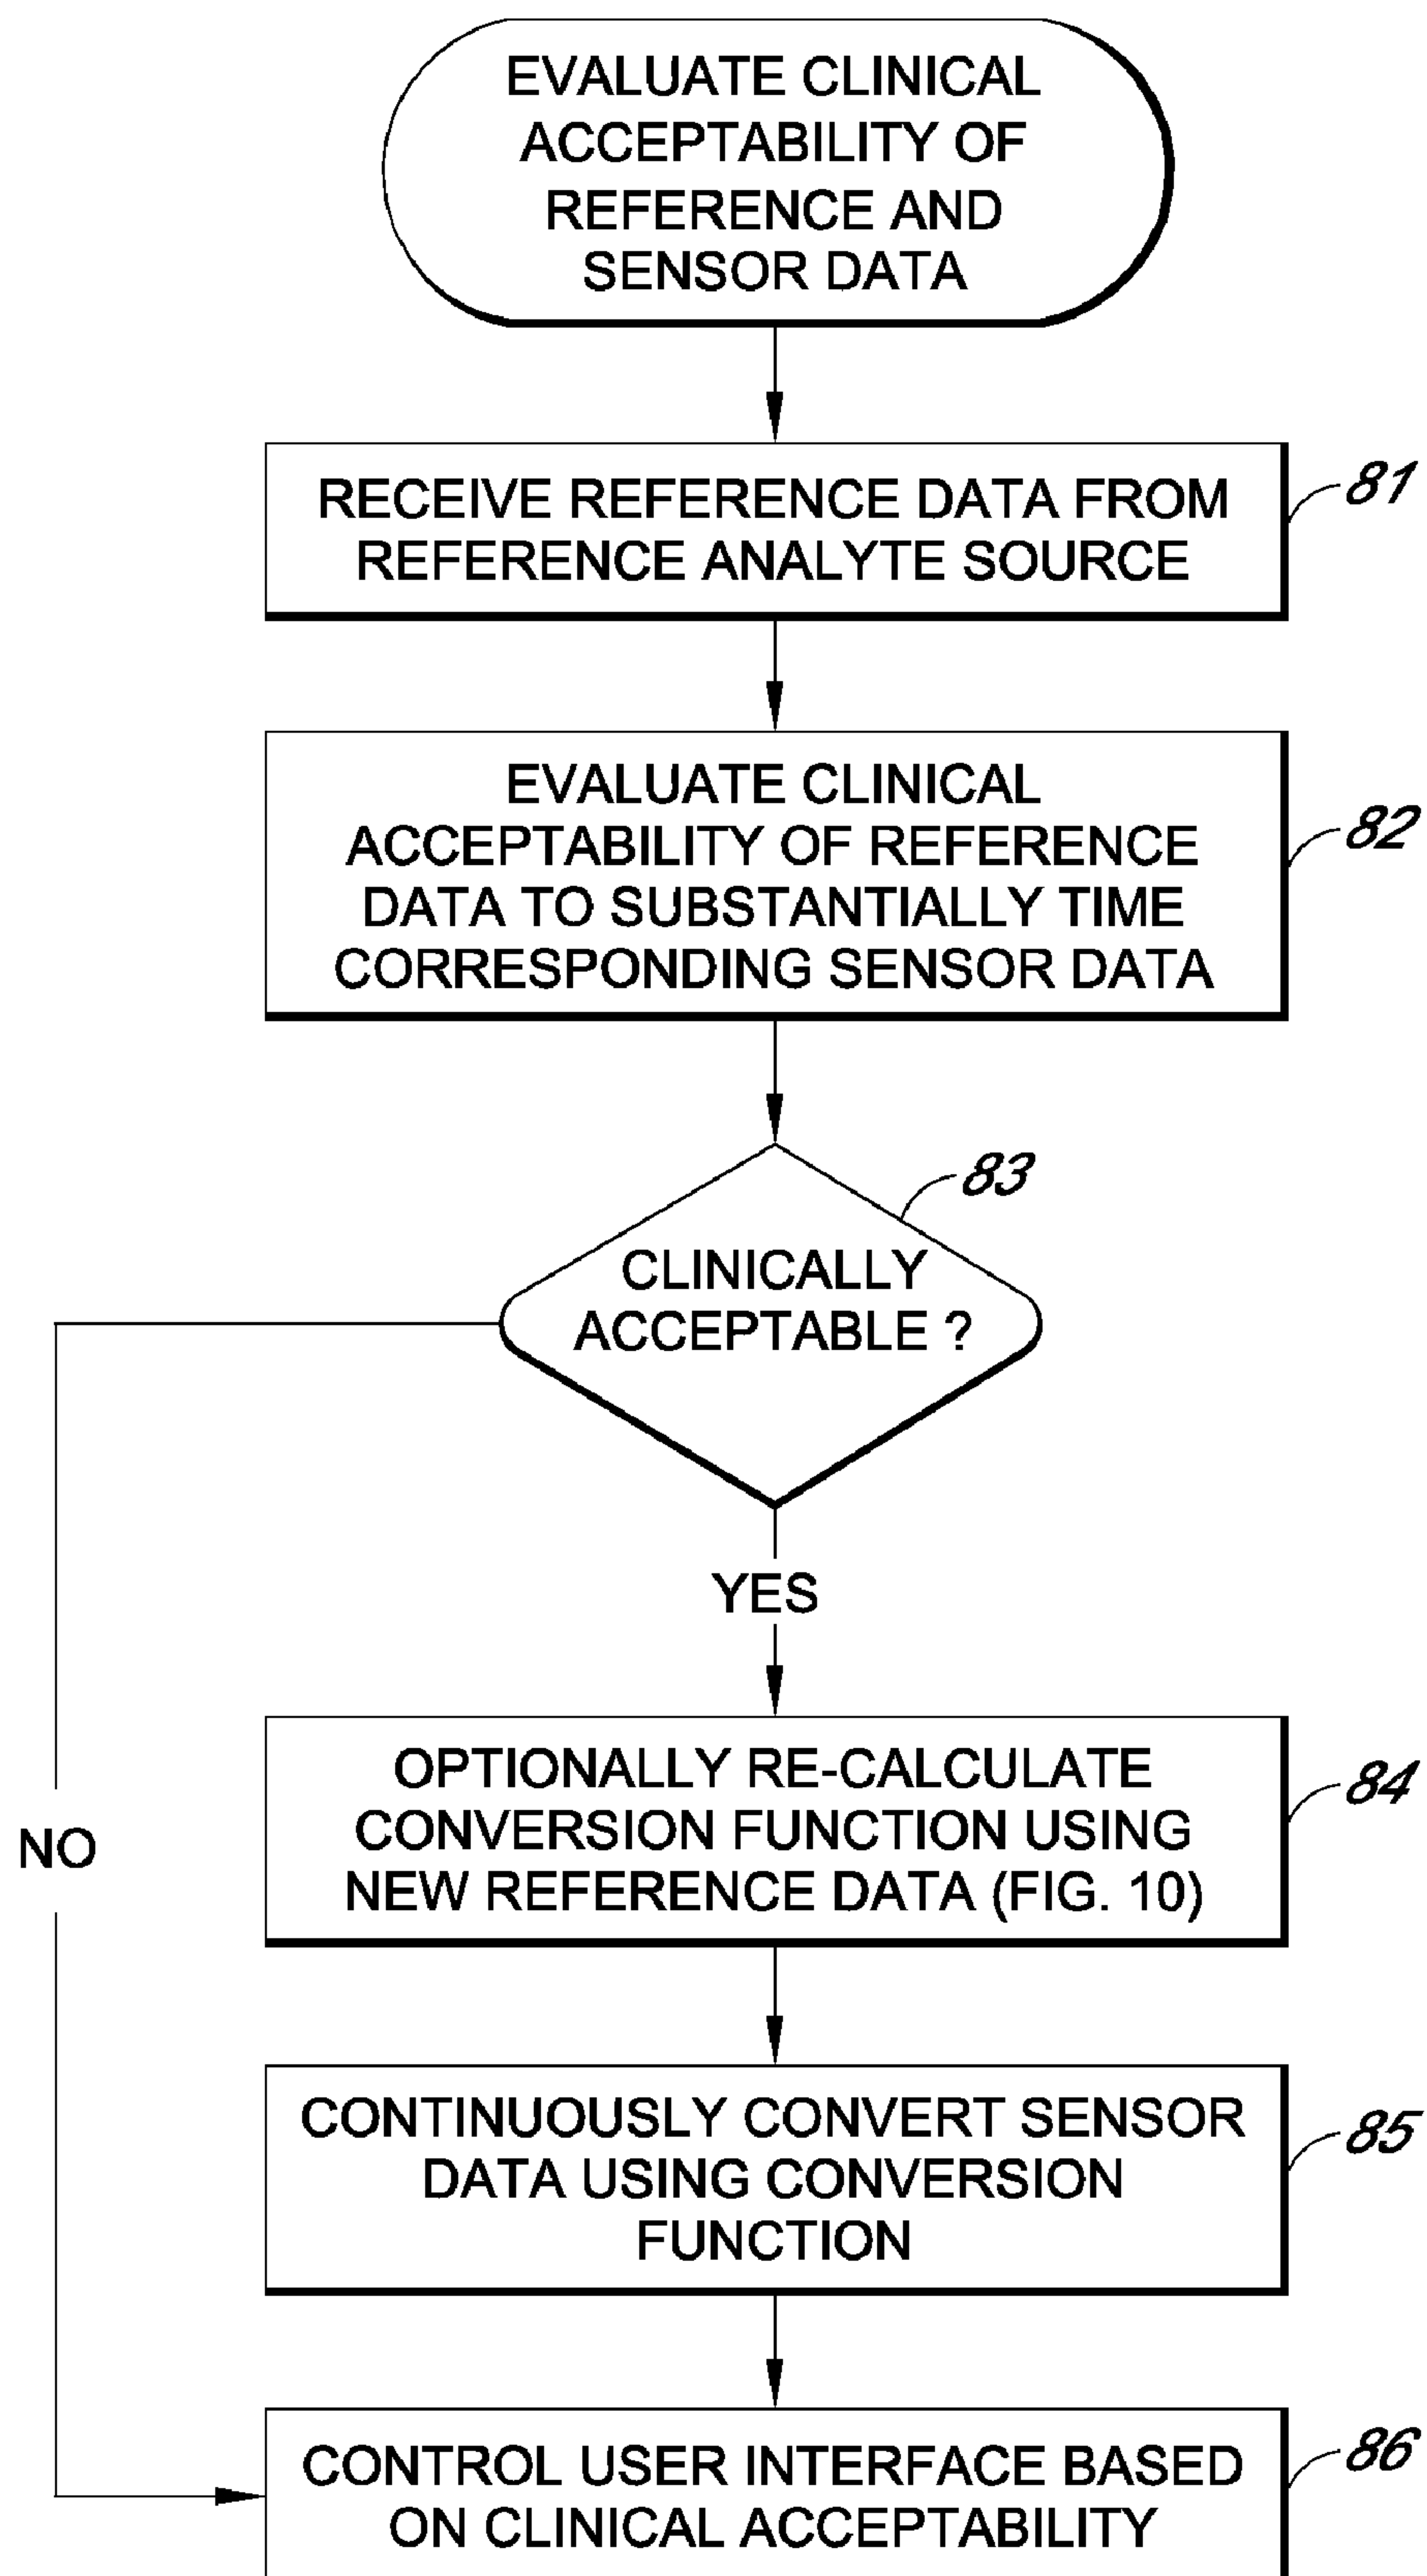 EVALUATE CLINICAL
ACCEPTABILITY OF
REFERENCE AND
SENSOR DATA
RECEIVE REFERENCE DATA FROM
REFERENCE ANALYTE SOURCE
81
EVALUATE CLINICAL
ACCEPTABILITY OF REFERENCE
DATA TO SUBSTANTIALLY TIME
CORRESPONDING SENSOR DATA
82
83
CLINICALLY
ACCEPTABLE ?
YES
OPTIONALLY RE-CALCULATE
CONVERSION FUNCTION USING
NEW REFERENCE DATA (FIG. 10)
84
NO
CONTINUOUSLY CONVERT SENSOR
DATA USING CONVERSION
FUNCTION
85
CONTROL USER INTERFACE BASED
ON CLINICAL ACCEPTABILITY
86